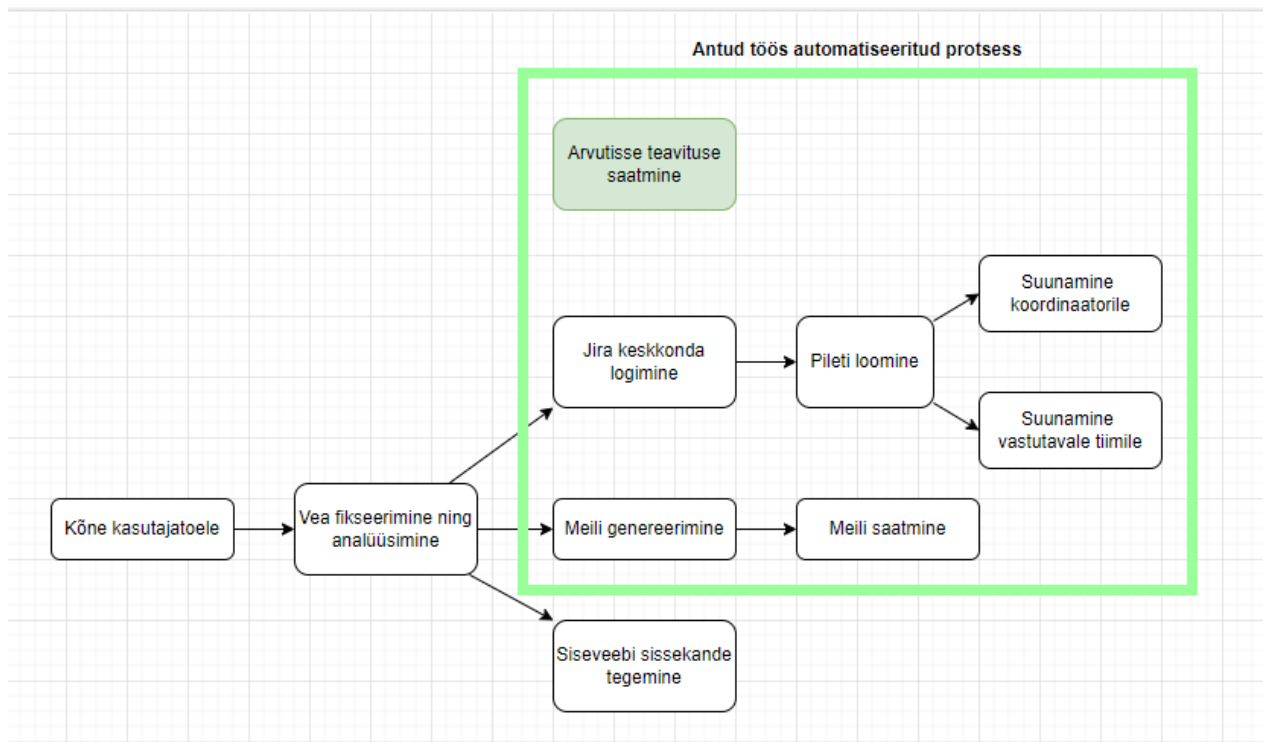 Antud töös automatiseeritud protsess
Arvutisse teavituse
saatmine
Suunamine
koordinaatorile
Jira keskkonda
logimine
Pileti loomine
Suunamine
vastutavale tiimile
Kõne kasutajatoele
Vea fikseerimine ning
analüüsimine
Meili genereerimine
Meili saatmine
Siseveebi sissekande
tegemine